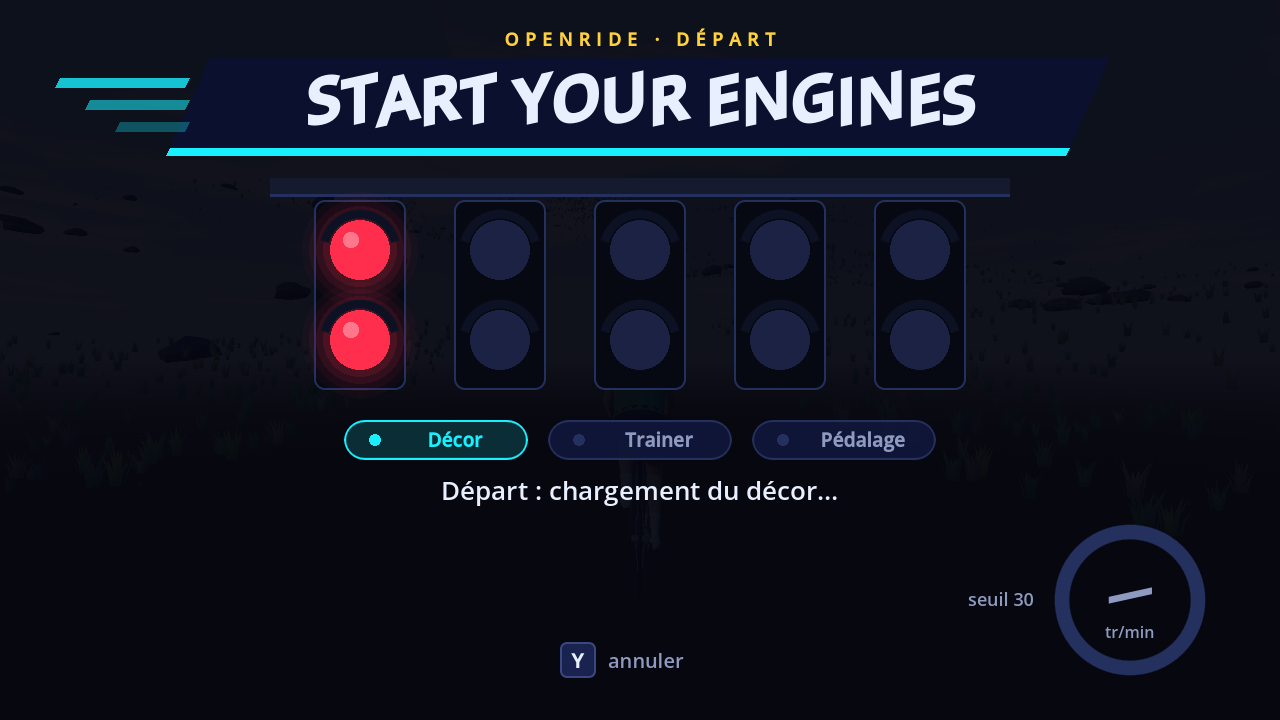 OPENRIDE · DÉPART
START YOUR ENGINES
Décor
Trainer
Pédalage
Départ : chargement du décor...
seuil 30
—
tr/min
Y annuler